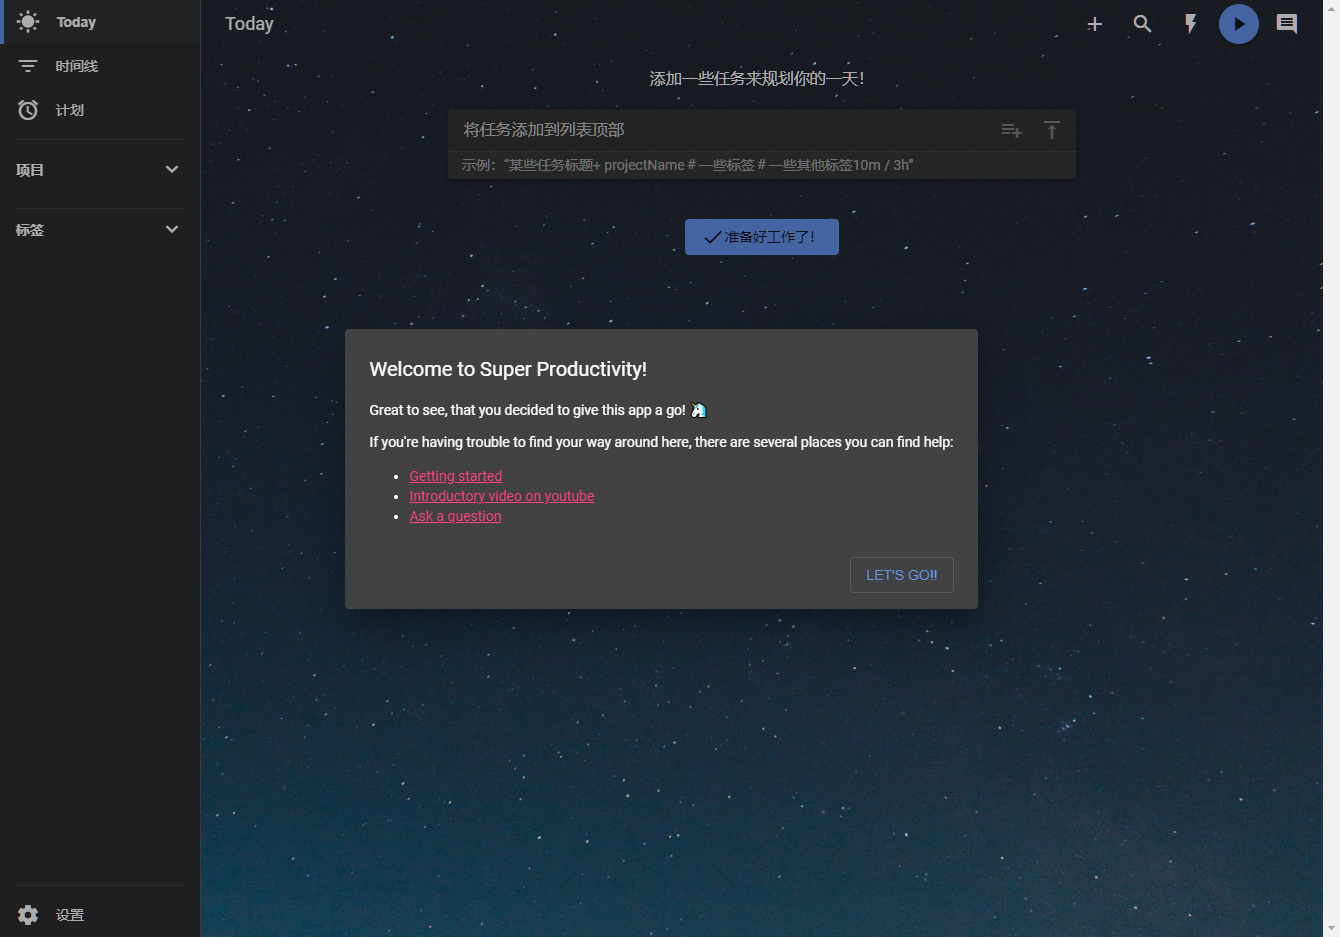 Today
时间线
计划
项目
标签
设置
Today
添加一些任务来规划你的一天！
将任务添加到列表顶部
示例：“某些任务标题+ projectName＃一些标签＃一些其他标签10m / 3h”
准备好工作了！
Welcome to Super Productivity!
Great to see, that you decided to give this app a go!
If you're having trouble to find your way around here, there are several places you can find help:
Getting started
Introductory video on youtube
Ask a question
LET'S GO!!